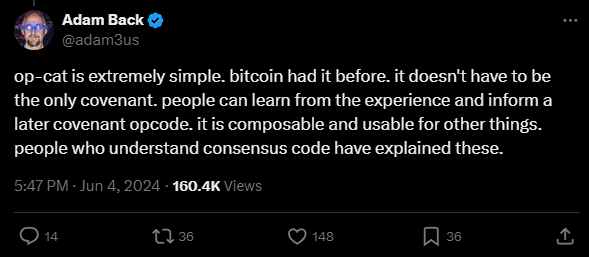 Adam Back
@adam3us
op-cat is extremely simple. bitcoin had it before. it doesn't have to be
the only covenant. people can learn from the experience and inform a
later covenant opcode. it is composable and usable for other things.
people who understand consensus code have explained these.
5:47 PM · Jun 4, 2024 · 160.4K Views
14 36 148 36